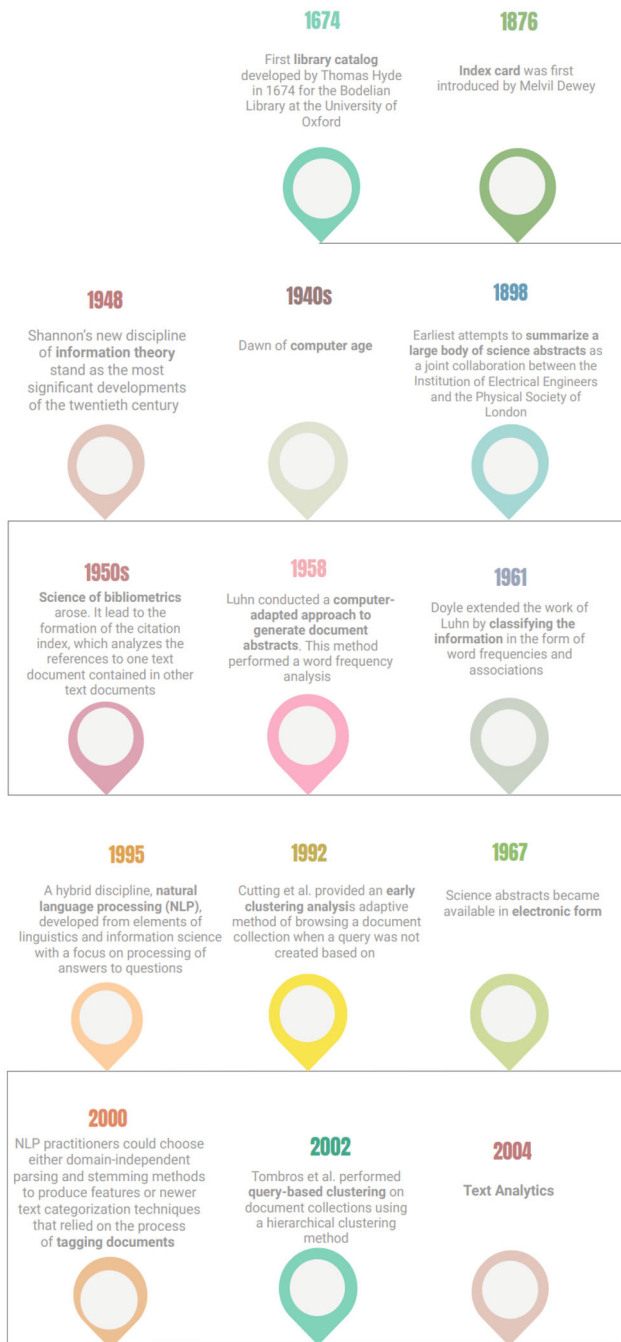 1674
First library catalog
developed by Thomas Hyde
in 1674 for the Bodelian
Library at the University of
Oxford
1876
Index card was first
introduced by Melvil Dewey
1948
Shannon's new discipline
of information theory
stand as the most
significant developments
of the twentieth century
1940s
Dawn of computer age
1898
Earliest attempts to summarize a
large body of science abstracts as
a joint collaboration between the
Institution of Electrical Engineers
and the Physical Society of
London
1950s
Science of bibliometrics
arose. It lead to the
formation of the citation
index, which analyzes the
references to one text
document contained in other
text documents
1958
Luhn conducted a computer-
adapted approach to
generate document
abstracts. This method
performed a word frequency
analysis
1961
Doyle extended the work of
Luhn by classifying the
information in the form of
word frequencies and
associations
1995
A hybrid discipline, natural
language processing (NLP),
developed from elements of
linguistics and information science
with a focus on processing of
answers to questions
1992
Cutting et al. provided an early
clustering analysis adaptive
method of browsing a document
collection when a query was not
created based on
1967
Science abstracts became
available in electronic form
2000
NLP practitioners could choose
either domain-independent
parsing and stemming methods
to produce features or newer
text categorization techniques
that relied on the process
of tagging documents
2002
Tombros et al. performed
query-based clustering on
document collections using
a hierarchical clustering
method
2004
Text Analytics